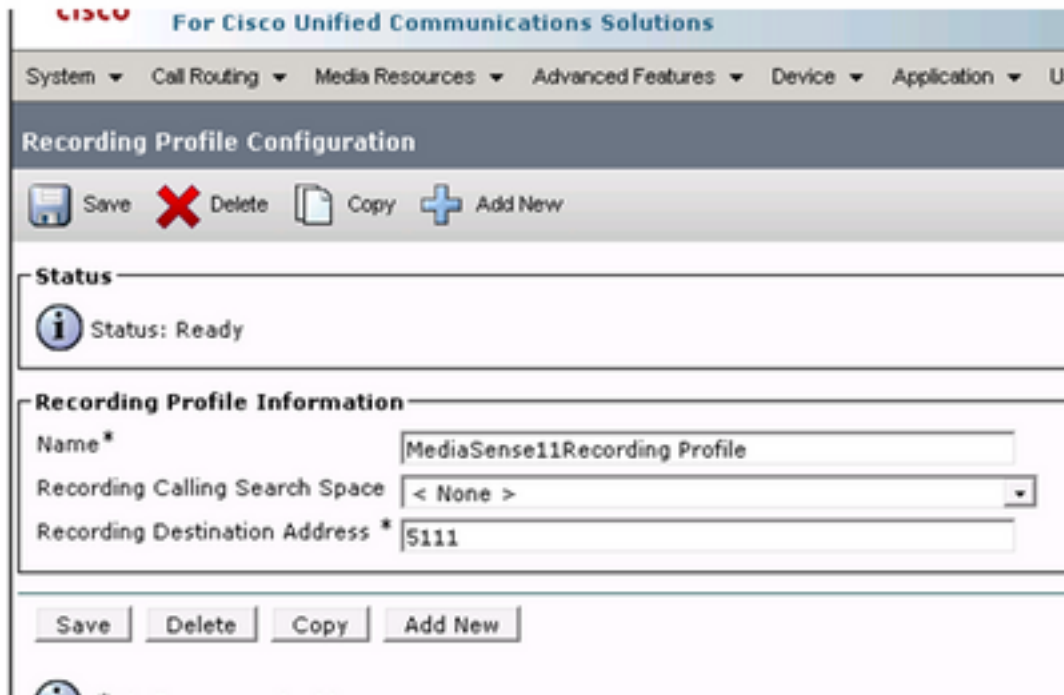 CISCO
For Cisco Unified Communications Solutions
System Call Routing Media Resources Advanced Features Device Application U
Recording Profile Configuration
Save Delete Copy Add New
Status
Status: Ready
Recording Profile Information
Name* MediaSense11Recording Profile
Recording Calling Search Space < None >
Recording Destination Address * 5111
Save Delete Copy Add New